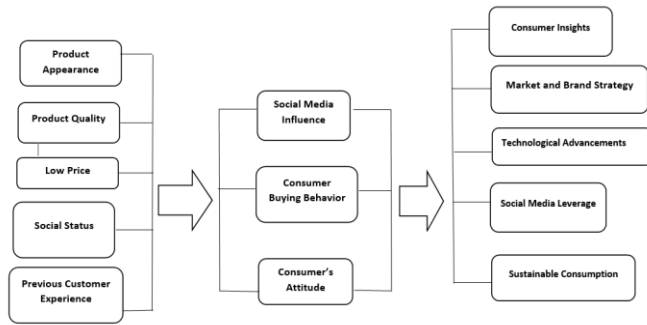 Product
Appearance
Product Quality
Low Price
Social Status
Previous Customer
Experience
Social Media
Influence
Consumer
Buying Behavior
Consumer's
Attitude
Consumer Insights
Market and Brand Strategy
Technological Advancements
Social Media Leverage
Sustainable Consumption